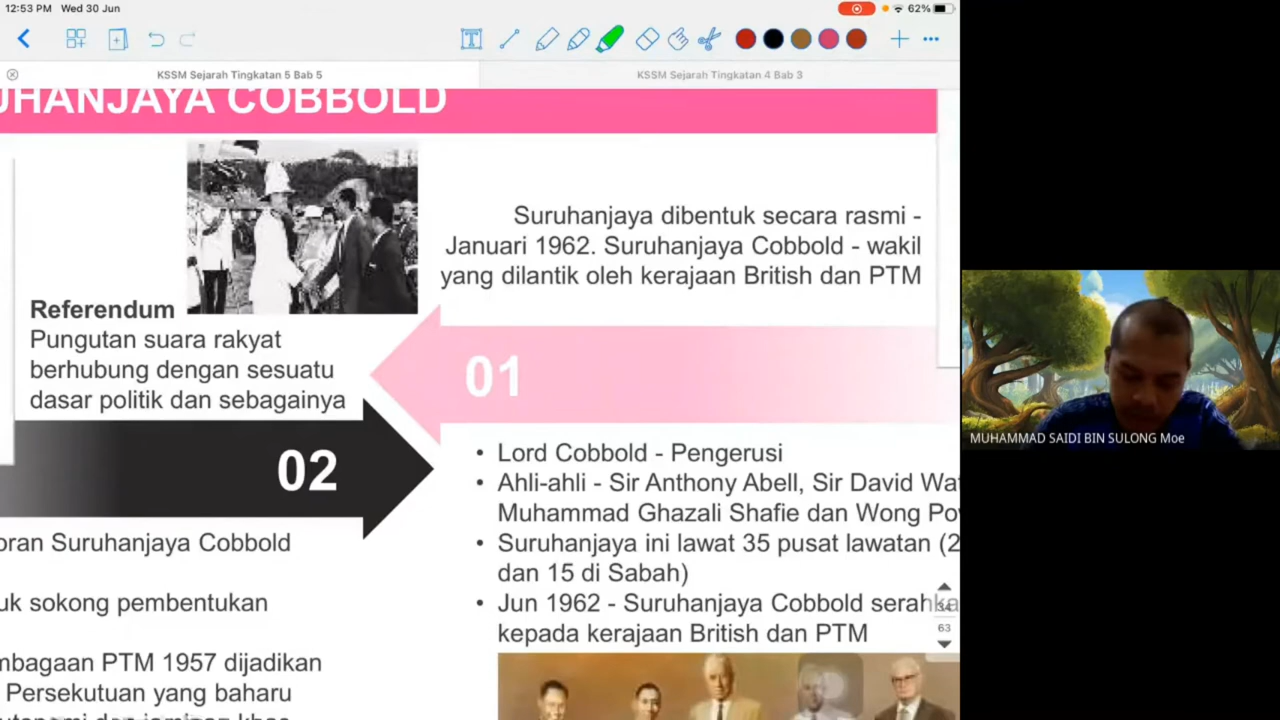 12:53 PM Wed 30 Jun
62%
KSSM Sejarah Tingkatan 5 Bab 5
KSSM Sejarah Tingkatan 4 Bab 3
UHANJAYA COBBOLD
Suruhanjaya dibentuk secara rasmi -
Januari 1962. Suruhanjaya Cobbold - wakil
yang dilantik oleh kerajaan British dan PTM
Referendum
Pungutan suara rakyat
berhubung dengan sesuatu
dasar politik dan sebagainya
01
02
• Lord Cobbold - Pengerusi
• Ahli-ahli - Sir Anthony Abell, Sir David Wa
Muhammad Ghazali Shafie dan Wong Po
• Suruhanjaya ini lawat 35 pusat lawatan (2
dan 15 di Sabah)
• Jun 1962 - Suruhanjaya Cobbold serahka
kepada kerajaan British dan PTM
oran Suruhanjaya Cobbold
uk sokong pembentukan
mbagaan PTM 1957 dijadikan
Persekutuan yang baharu
63
MUHAMMAD SAIDI BIN SULONG Moe